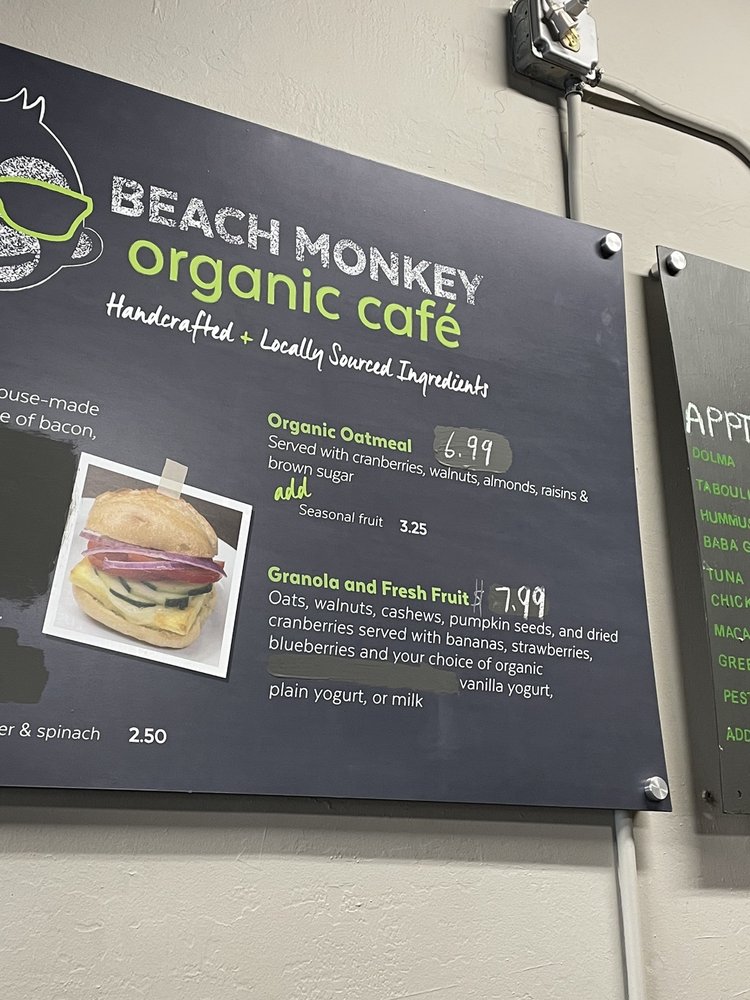 BEACH MONKEY
organic café
Handcrafted + Locally Sourced Ingredients
ouse-made
e of bacon,
er & spinach 2.50
Organic Oatmeal 6.99
Served with cranberries, walnuts, almonds, raisins &
brown sugar
add
Seasonal fruit 3.25
Granola and Fresh Fruit $ 7.99
Oats, walnuts, cashews, pumpkin seeds, and dried
cranberries served with bananas, strawberries,
blueberries and your choice of organic
vanilla yogurt,
plain yogurt, or milk
APPT
DOLMA
TABOUL
HUMMUS
BABA G
TUNA
CHICK
MACA
GREE
PEST
ADD